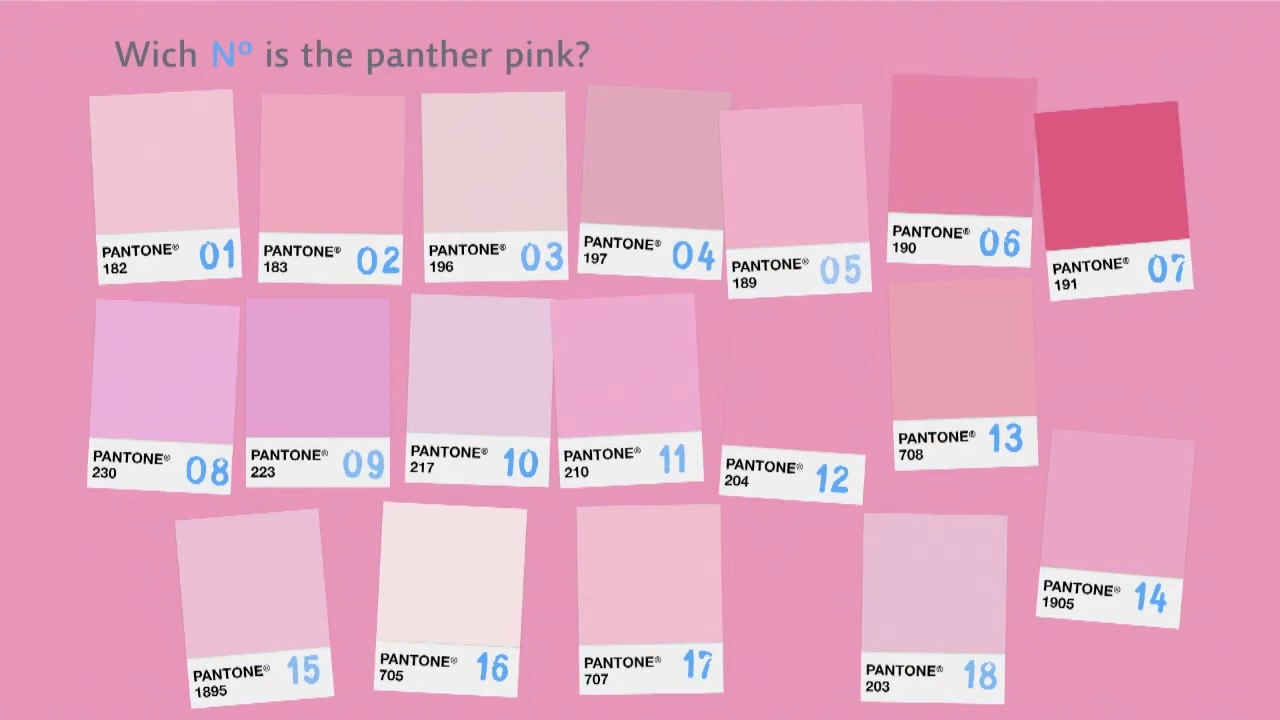 Wich Nº is the panther pink?
PANTONE® 01
182
PANTONE® 02
183
PANTONE® 03
196
PANTONE® 04
197
PANTONE® 05
189
PANTONE® 06
190
PANTONE® 07
191
PANTONE® 08
230
PANTONE® 09
223
PANTONE® 10
217
PANTONE® 11
210
PANTONE® 12
204
PANTONE® 13
708
PANTONE® 14
1905
PANTONE® 15
1895
PANTONE® 16
705
PANTONE® 17
707
PANTONE® 18
203